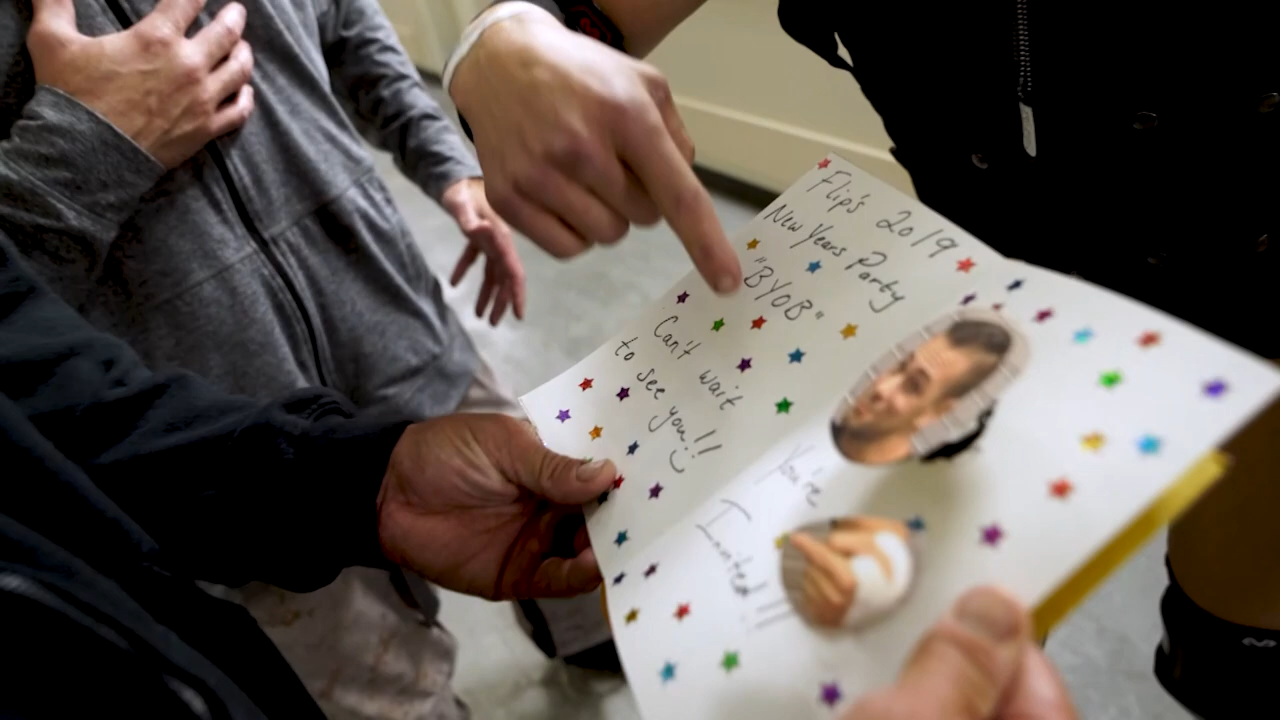 Flip's 2019
New Years Party
"BYOB"
Can't wait
to see you!!
You're
Invited!!